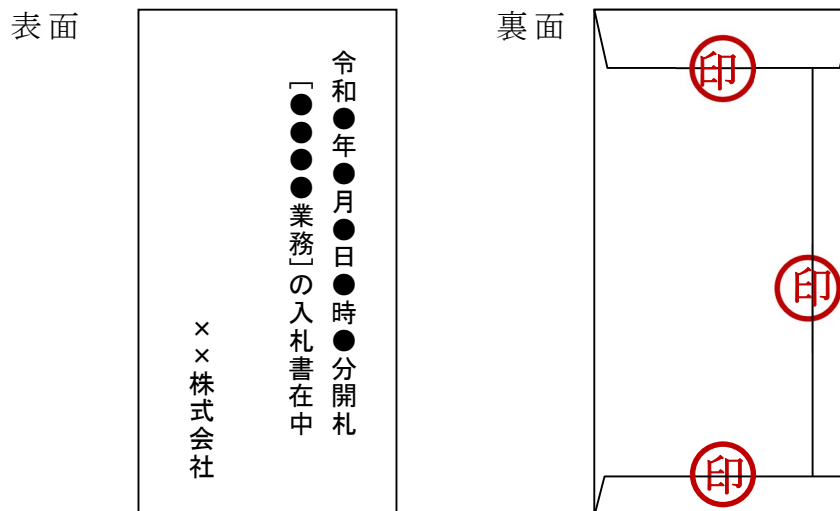 表面
令和●年●月●日●時●分開札
［●●●●業務］の入札書在中
××株式会社
裏面
印
印
印